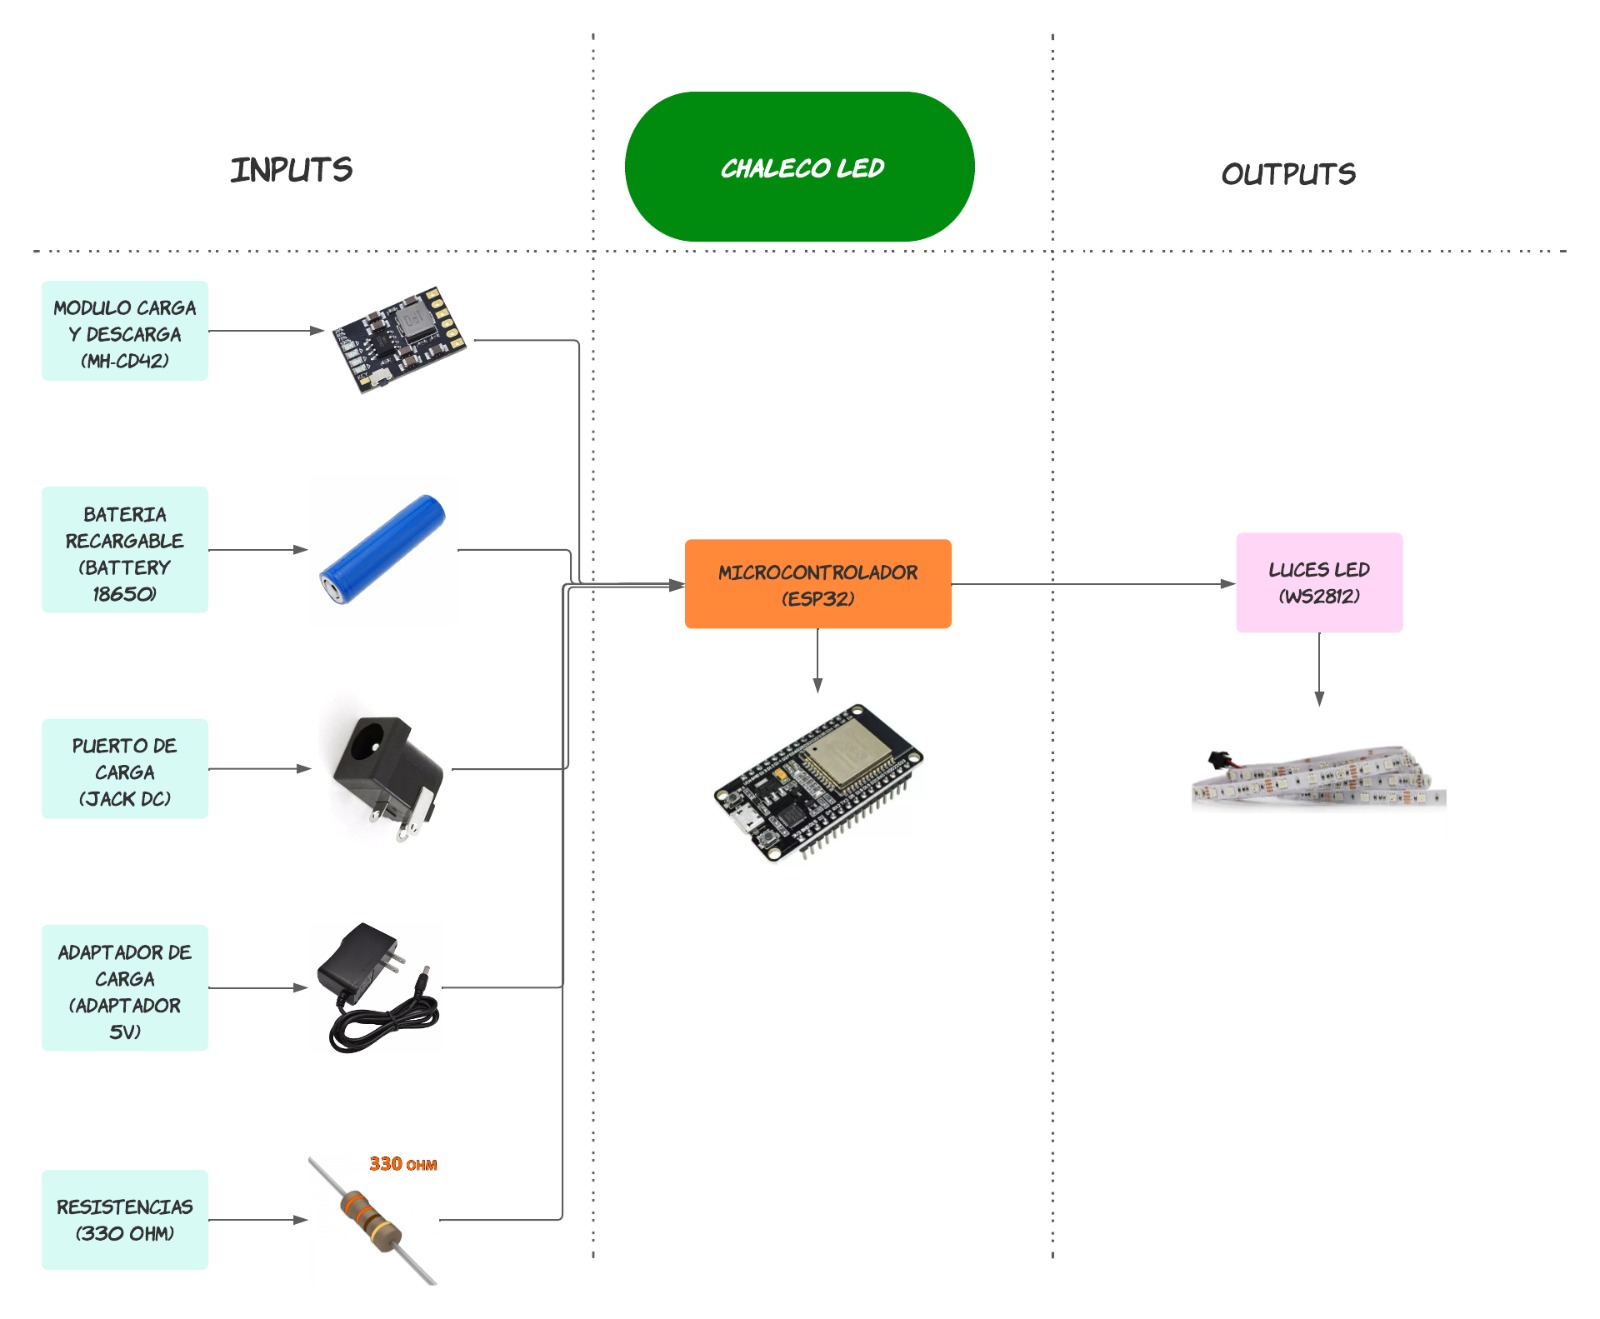 INPUTS
CHALECO LED
OUTPUTS
MODULO CARGA
Y DESCARGA
(MH-CD42)
BATERIA
RECARGABLE
(BATTERY
18650)
MICROCONTROLADOR
(ESP32)
LUCES LED
(WS2812)
PUERTO DE
CARGA
(JACK DC)
ADAPTADOR DE
CARGA
(ADAPTADOR
5V)
330 OHM
RESISTENCIAS
(330 OHM)